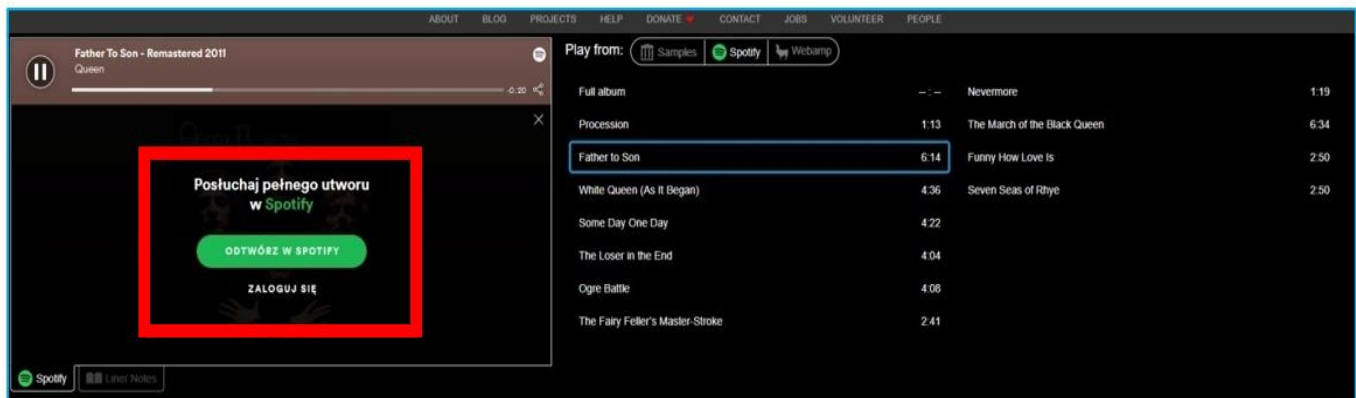 ABOUT BLOG PROJECTS HELP DONATE CONTACT JOBS VOLUNTEER PEOPLE
Father To Son - Remastered 2011
Queen
-0:20
Posłuchaj pełnego utworu
w Spotify
ODTWÓRZ W SPOTIFY
ZALOGUJ SIĘ
Spotify Liner Notes
Play from: Samples Spotify Webamp
Full album --:--
Procession 1:13
Father to Son 6:14
White Queen (As It Began) 4:36
Some Day One Day 4:22
The Loser in the End 4:04
Ogre Battle 4:08
The Fairy Feller's Master-Stroke 2:41
Nevermore 1:19
The March of the Black Queen 6:34
Funny How Love Is 2:50
Seven Seas of Rhye 2:50